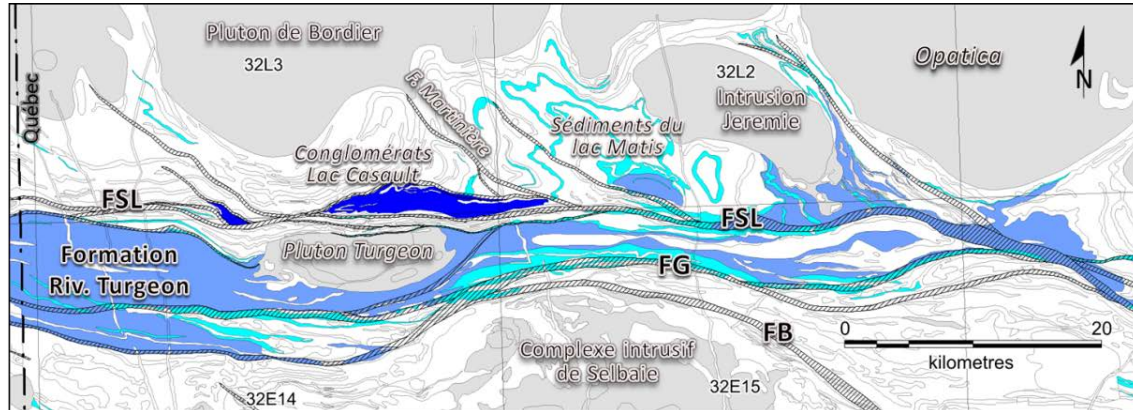 Pluton de Bordier
32L3
Québec
F. Martinière
32L2
Intrusion
Jeremie
Opatica
N
Sédiments du
lac Matis
Conglomérats
Lac Casault
FSL
FSL
Formation
Riv. Turgeon
Pluton Turgeon
FG
FB
0 20
kilometres
Complexe intrusif
de Selbaie
32E14
32E15